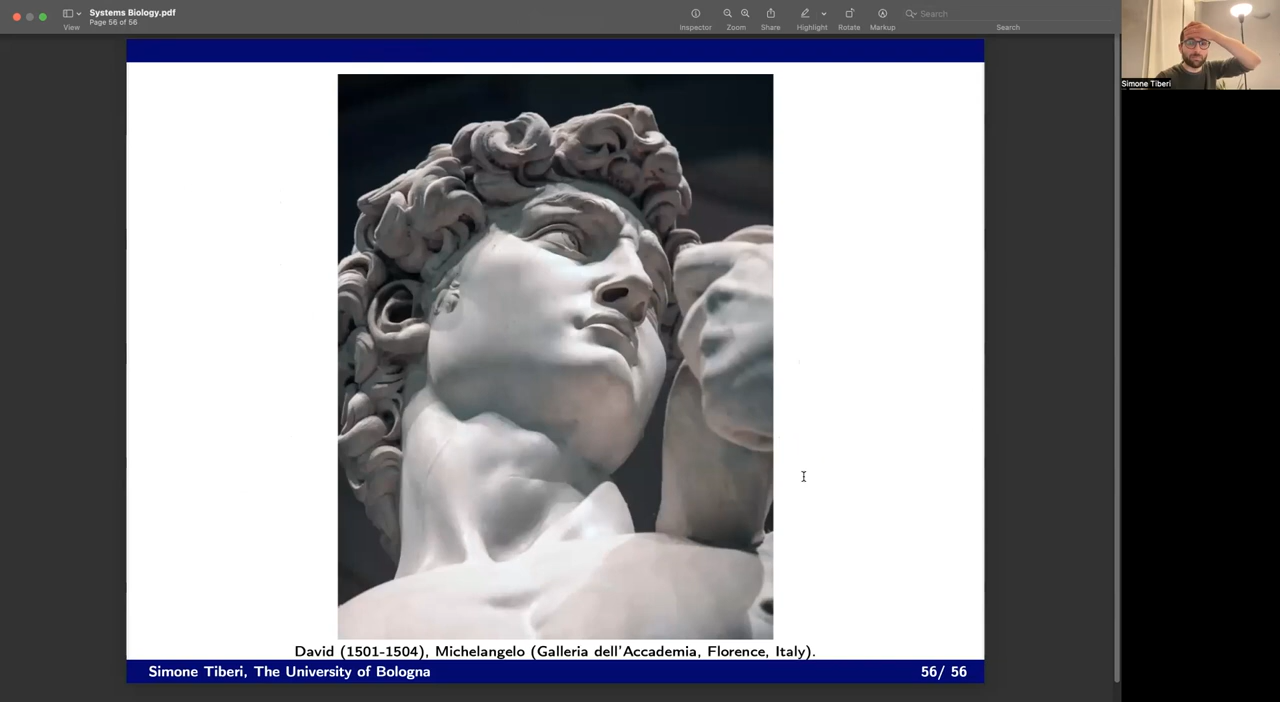 Systems Biology.pdf
Page 56 of 56
View
Inspector
Zoom
Share
Highlight
Rotate
Markup
Search
Search
Simone Tiberi
David (1501-1504), Michelangelo (Galleria dell'Accademia, Florence, Italy).
Simone Tiberi, The University of Bologna
56/ 56